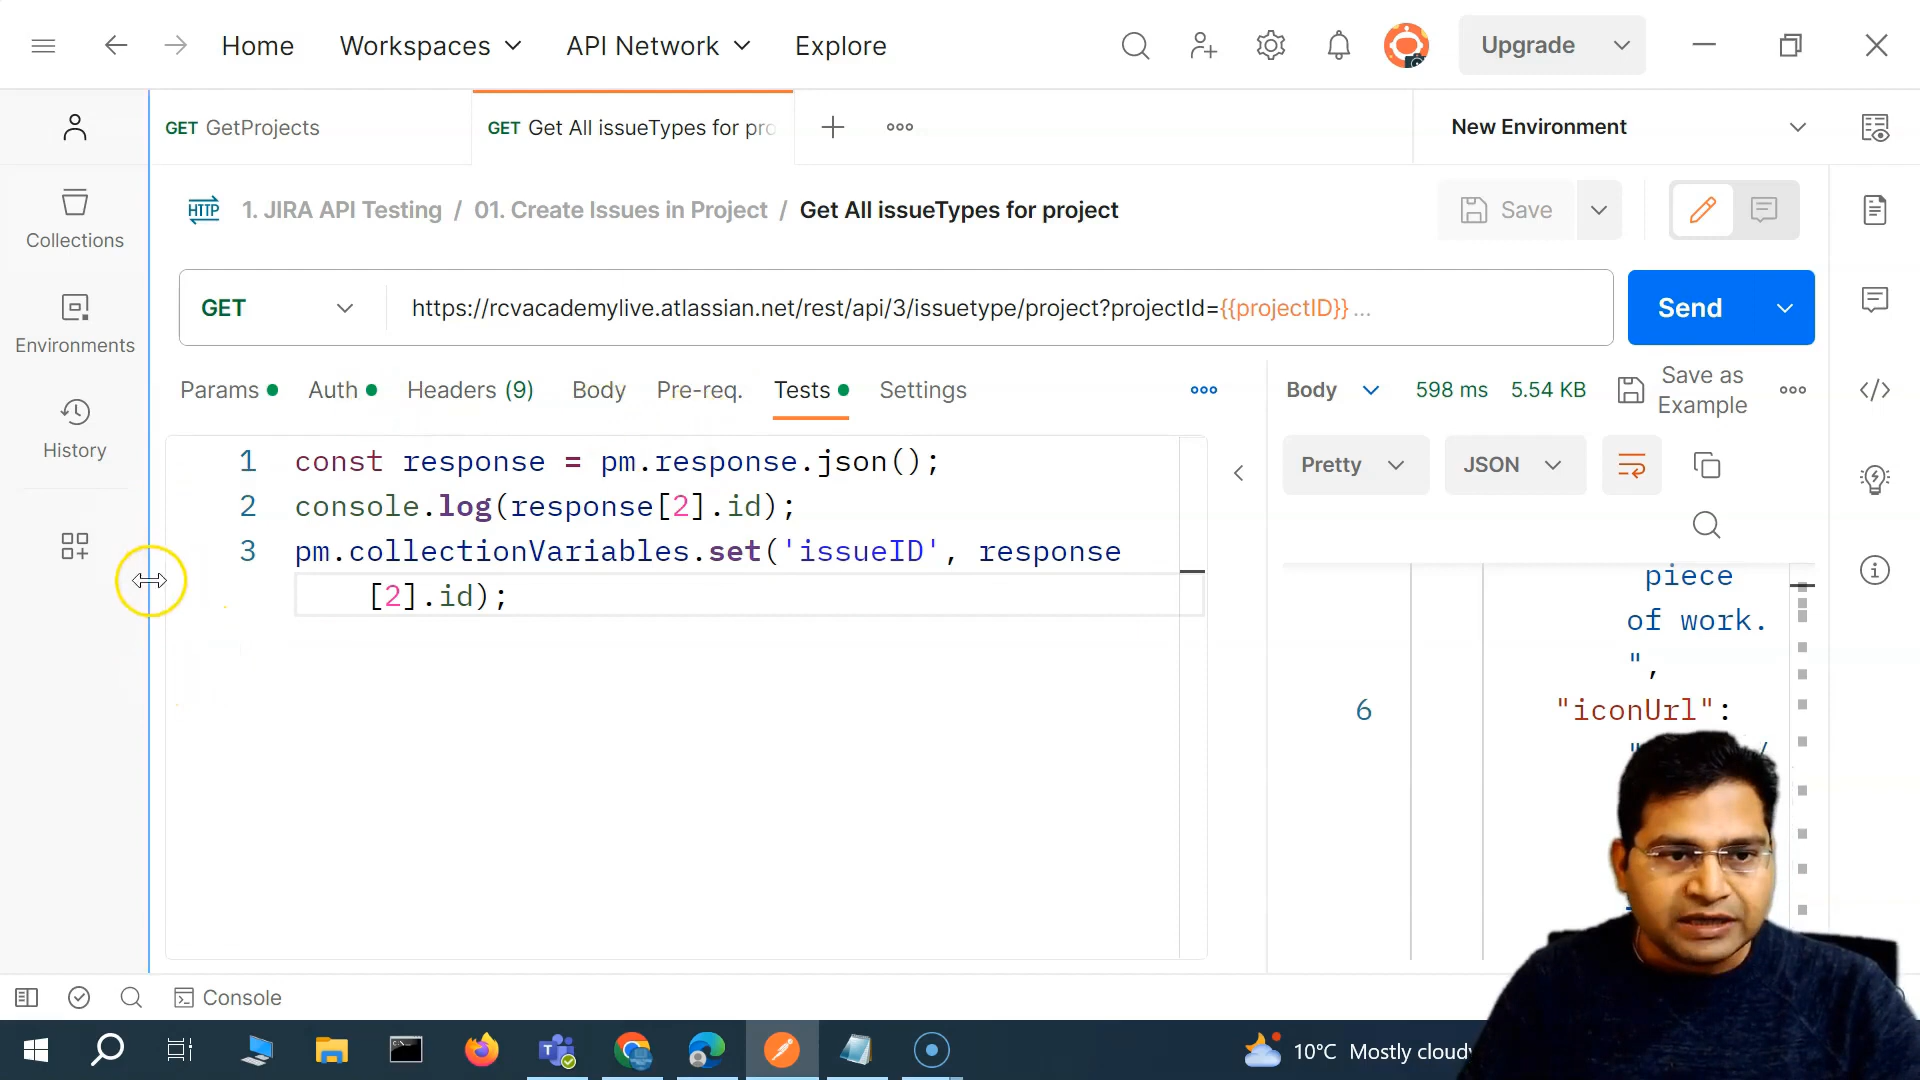 Home Workspaces API Network Explore Upgrade
GET GetProjects GET Get All issueTypes for pro New Environment
HTTP 1. JIRA API Testing / 01. Create Issues in Project / Get All issueTypes for project Save
Collections
GET https://rcvacademylive.atlassian.net/rest/api/3/issuetype/project?projectId={{projectID}} ... Send
Environments
Params Auth Headers (9) Body Pre-req. Tests Settings Body 598 ms 5.54 KB Save as Example
History
1 const response = pm.response.json();
2 console.log(response[2].id);
3 pm.collectionVariables.set('issueID', response
[2].id);
Pretty JSON
piece
of work.
",
6 "iconUrl":
Console
10°C Mostly cloudy